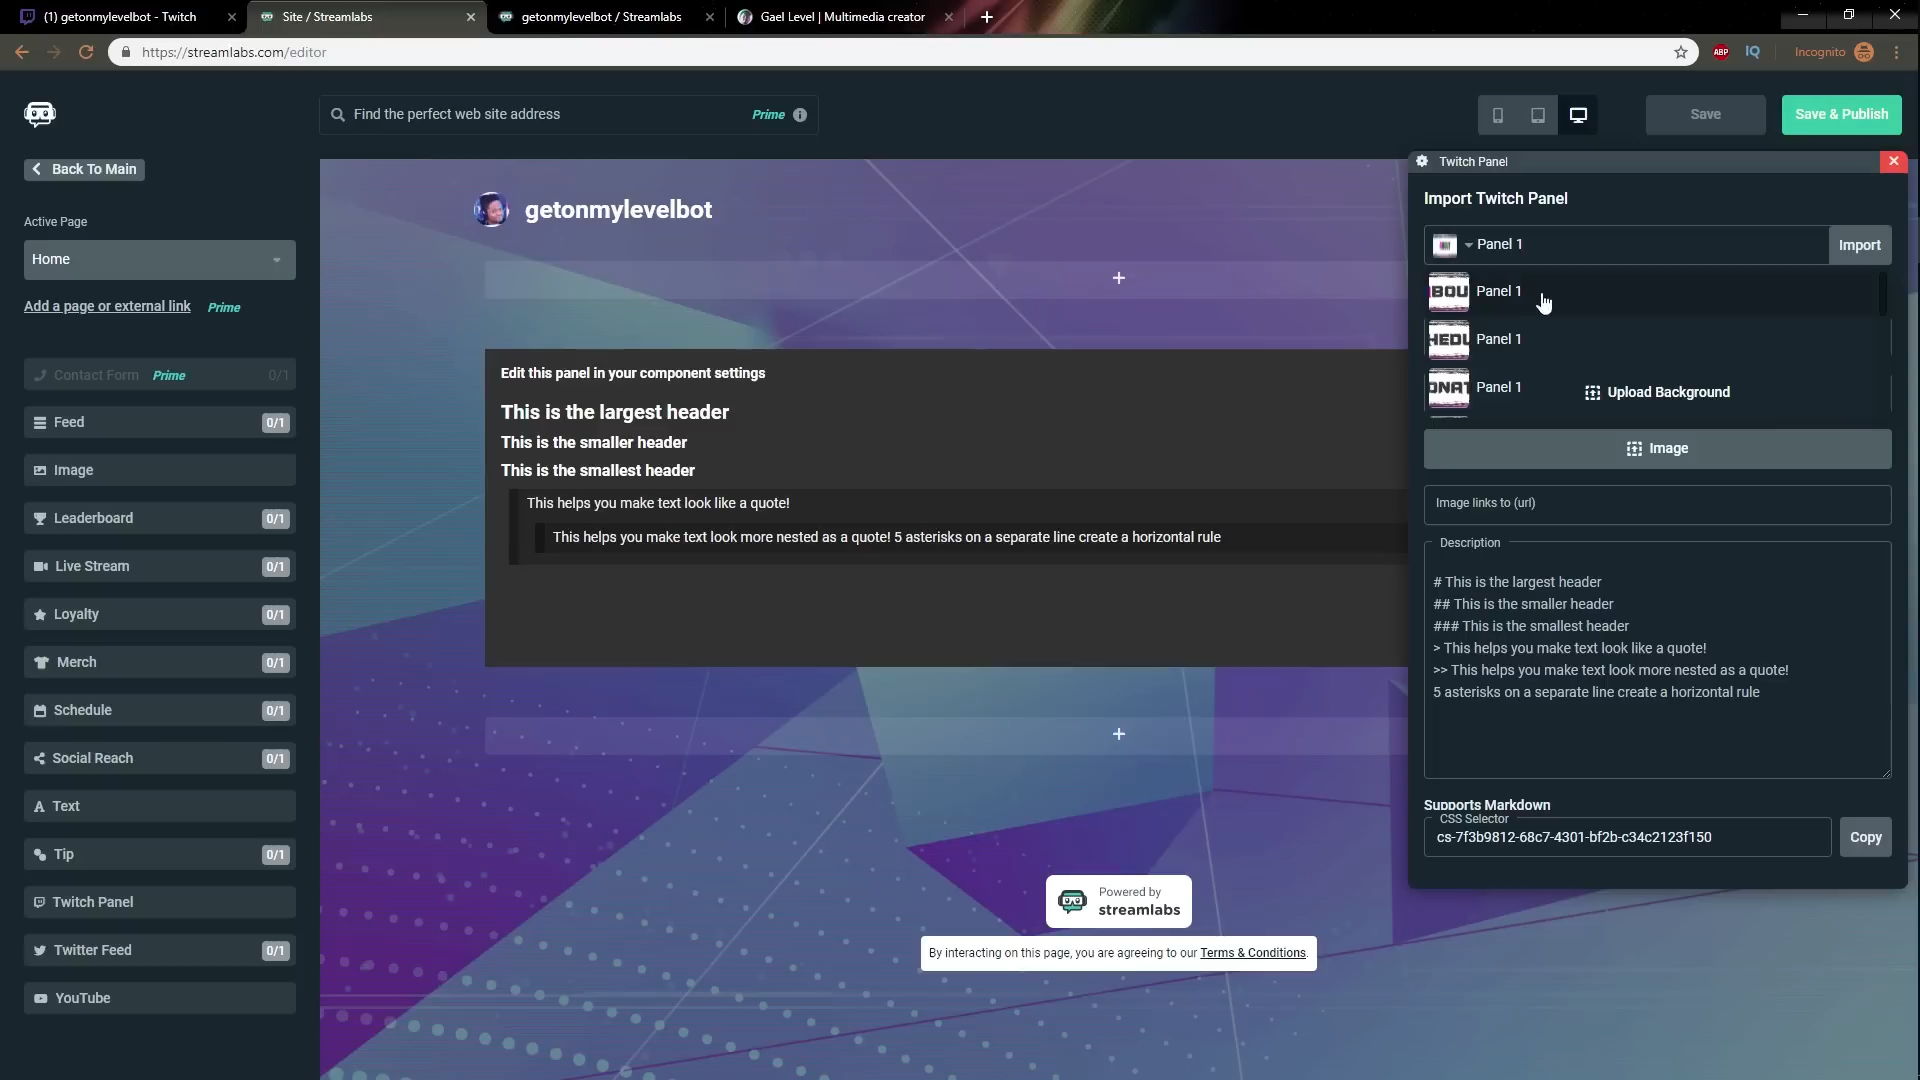 (1) getonmylevelbot - Twitch
Site / Streamlabs
getonmylevelbot / Streamlabs
Gael Level | Multimedia creator
https://streamlabs.com/editor
ABP
IQ
Incognito
Find the perfect web site address
Prime
Save
Save & Publish
Back To Main
Active Page
Home
Add a page or external link
Prime
Contact Form Prime 0/1
Feed 0/1
Image
Leaderboard 0/1
Live Stream 0/1
Loyalty 0/1
Merch 0/1
Schedule 0/1
Social Reach 0/1
Text
Tip 0/1
Twitch Panel
Twitter Feed 0/1
YouTube
getonmylevelbot
+
Edit this panel in your component settings
This is the largest header
This is the smaller header
This is the smallest header
This helps you make text look like a quote!
This helps you make text look more nested as a quote! 5 asterisks on a separate line create a horizontal rule
+
Powered by
streamlabs
By interacting on this page, you are agreeing to our Terms & Conditions.
Twitch Panel
Import Twitch Panel
Panel 1
Import
BOU Panel 1
HEDU Panel 1
ONAT Panel 1
Upload Background
Image
Image links to (url)
Description
# This is the largest header
## This is the smaller header
### This is the smallest header
> This helps you make text look like a quote!
>> This helps you make text look more nested as a quote!
5 asterisks on a separate line create a horizontal rule
Supports Markdown
CSS Selector
cs-7f3b9812-68c7-4301-bf2b-c34c2123f150
Copy